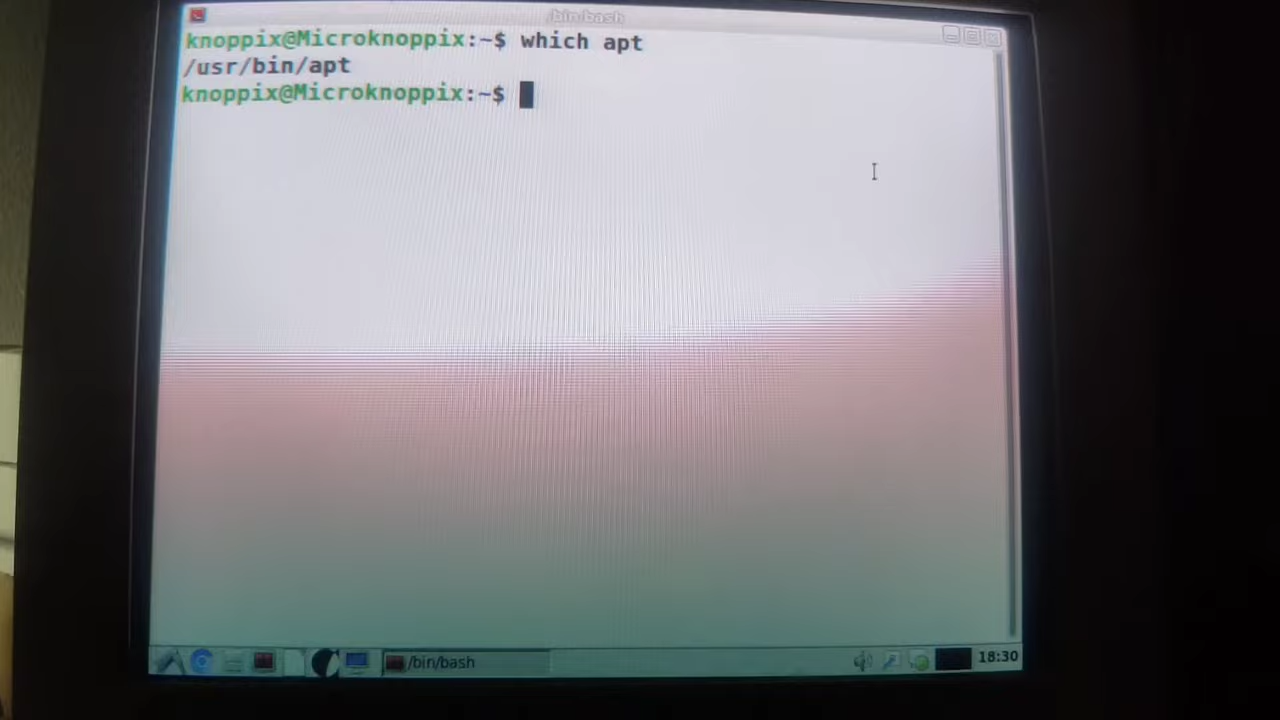 /bin/bash
knoppix@Microknoppix:~$ which apt
/usr/bin/apt
knoppix@Microknoppix:~$
/bin/bash
18:30